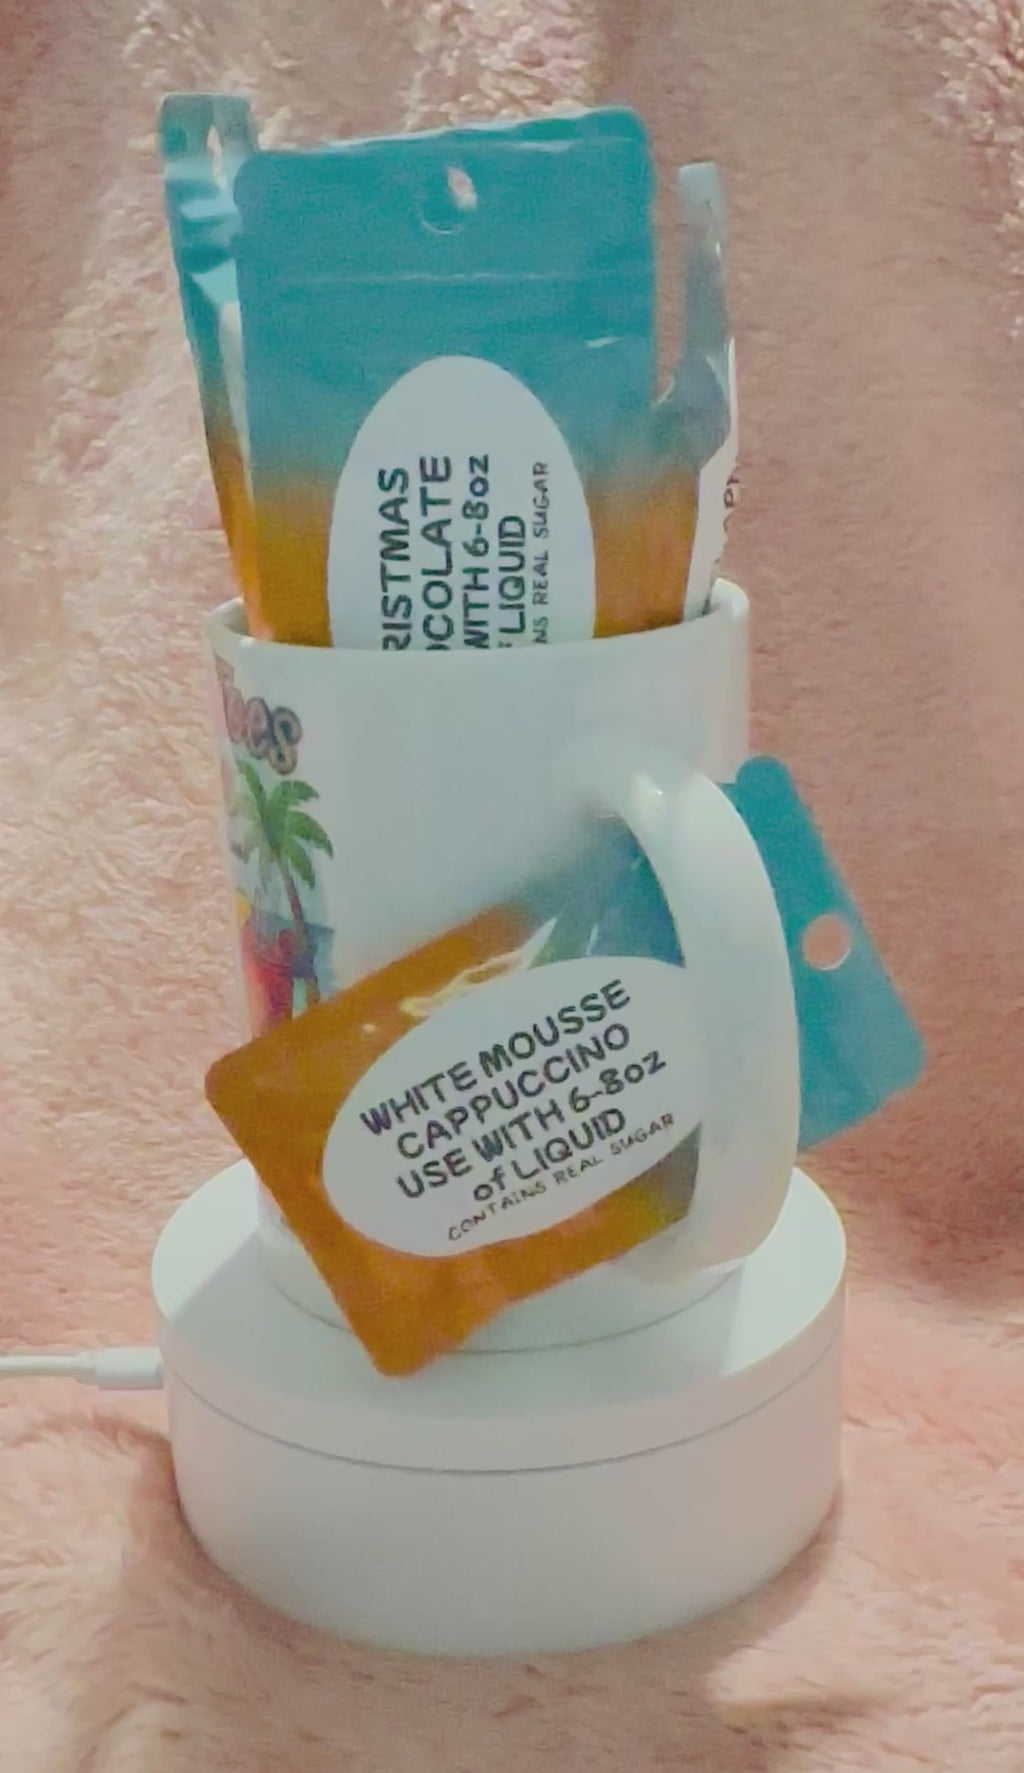 RISTMAS
OCOLATE
WITH 6-8oz
LIQUID
NS REAL SUGAR
Toes
WHITE MOUSSE
CAPPUCCINO
USE WITH 6-8oz
of LIQUID
CONTAINS REAL SUGAR